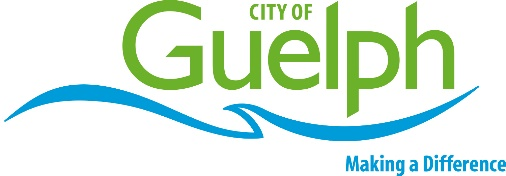 CITY OF
Guelph
Making a Difference